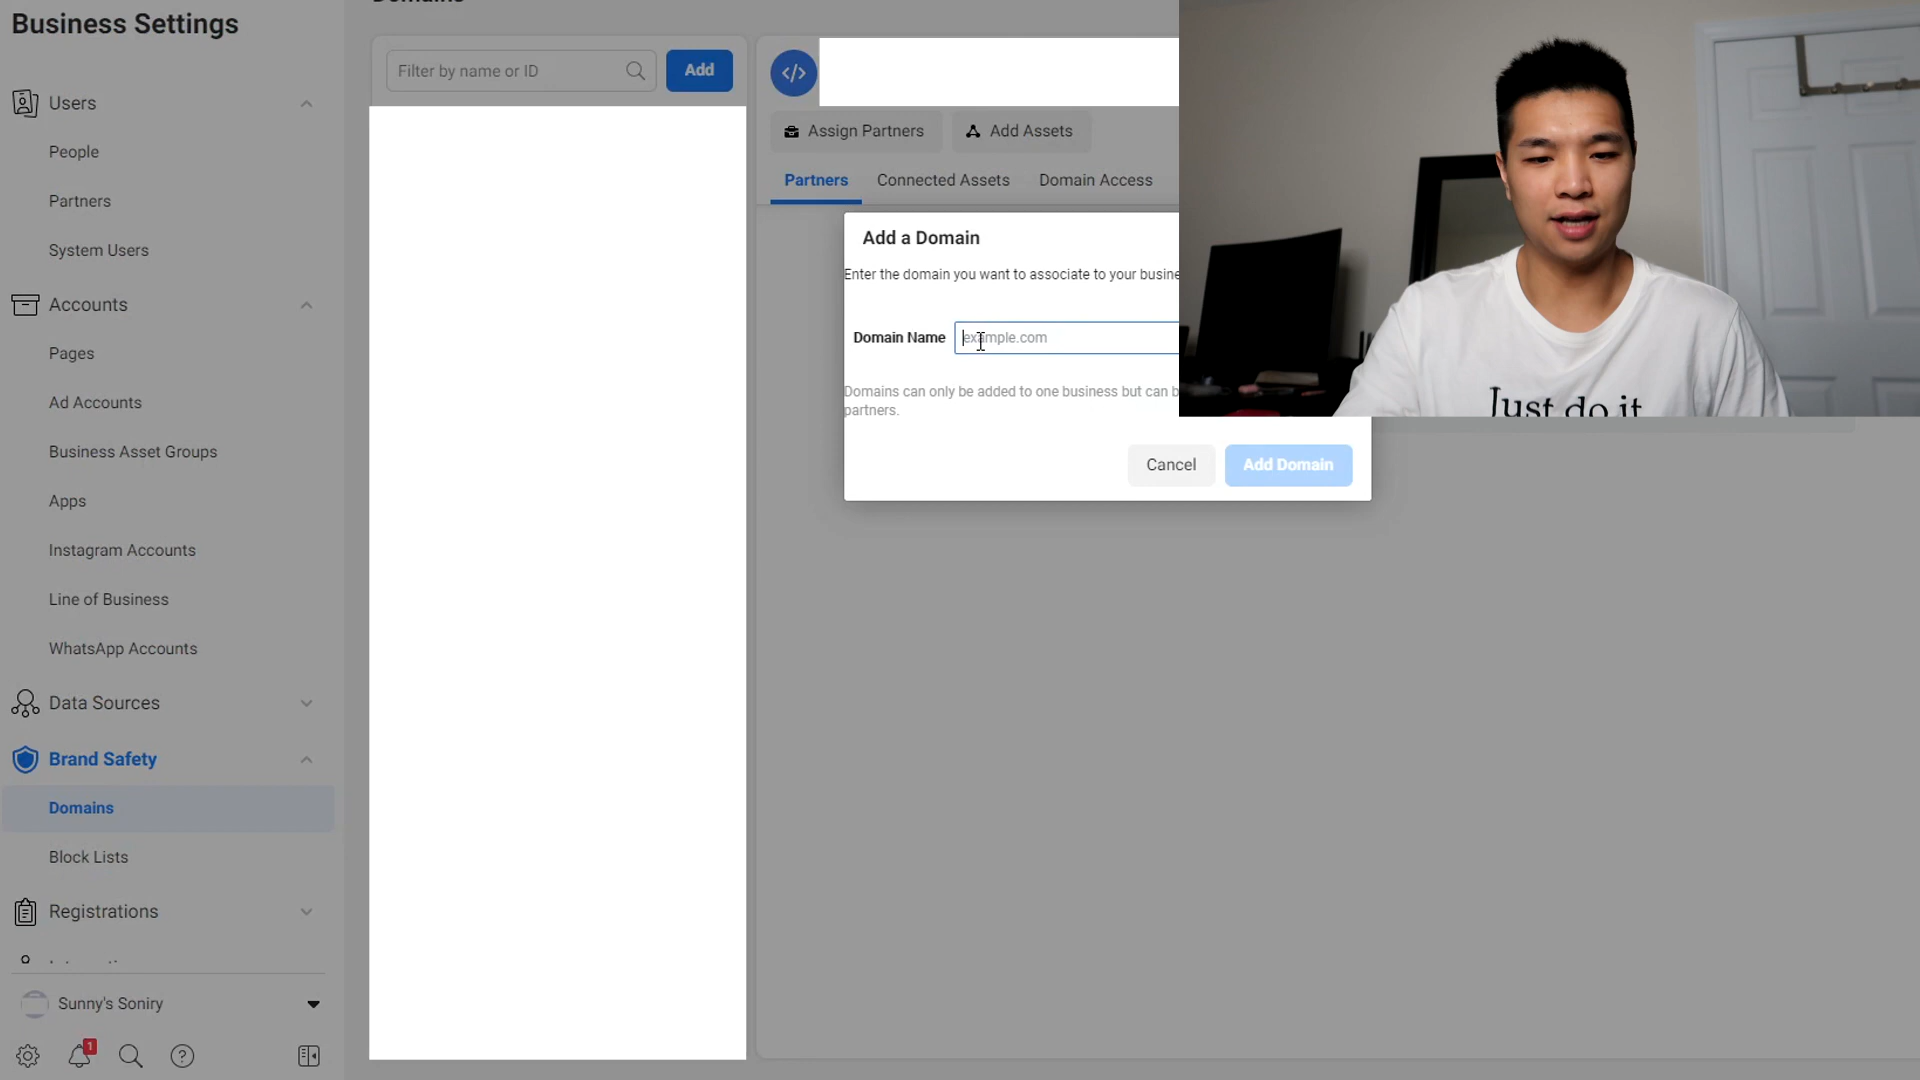 Business Settings
Users
People
Partners
System Users
Accounts
Pages
Ad Accounts
Business Asset Groups
Apps
Instagram Accounts
Line of Business
WhatsApp Accounts
Data Sources
Brand Safety
Domains
Block Lists
Registrations
Sunny's Soniry
1
?
Domains
Filter by name or ID
Add
</>
Assign Partners
Add Assets
Partners
Connected Assets
Domain Access
Add a Domain
Enter the domain you want to associate to your busine
Domain Name
example.com
Domains can only be added to one business but can b
partners.
Cancel
Add Domain
Just do it